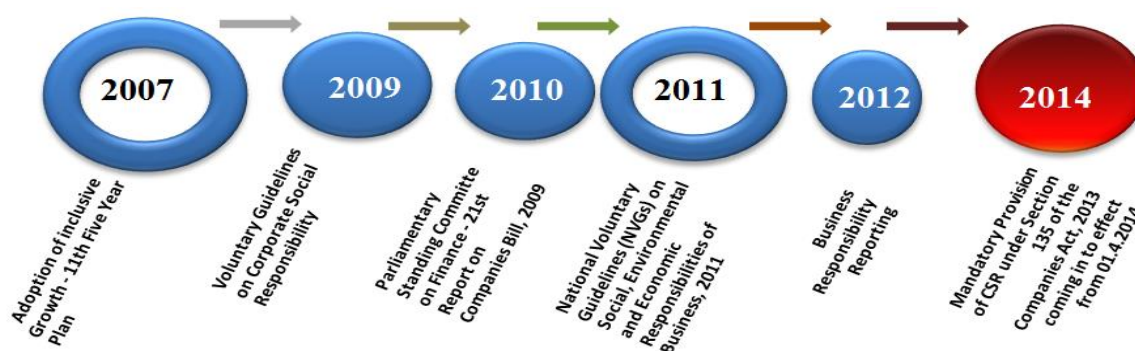 2007
2009
2010
2011
2012
2014
Adoption of inclusive
Growth - 11th Five Year
Plan
Voluntary Guidelines
on Corporate Social
Responsibility
Parliamentary
Standing Committe
on Finance - 21st
Report on
Companies Bill, 2009
National Voluntary
Guidelines (NVGs) on
Social, Environmental
and Economic
Responsibilities of
Business, 2011
Business
Responsibility
Reporting
Mandatory Provision
of CSR under Section
135 of the
Companies Act, 2013
coming in to effect
from 01.4.2014